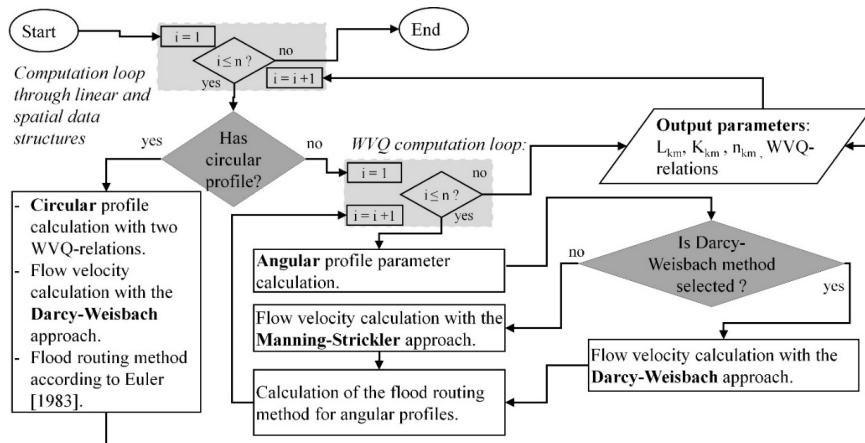 Start
i = 1
i ≤ n ?
no
End
yes
i = i +1
Computation loop
through linear and
spatial data
structures
yes
Has
circular
profile?
no
WVQ computation loop:
i = 1
i ≤ n ?
no
yes
i = i +1
Output parameters:
Lkm, Kkm , nkm , WVQ-
relations
- Circular profile
calculation with two
WVQ-relations.
- Flow velocity
calculation with the
Darcy-Weisbach
approach.
- Flood routing method
according to Euler
[1983].
Angular profile parameter
calculation.
Is Darcy-
Weisbach method
selected ?
no
yes
Flow velocity calculation with the
Manning-Strickler approach.
Flow velocity calculation with the
Darcy-Weisbach approach.
Calculation of the flood routing
method for angular profiles.